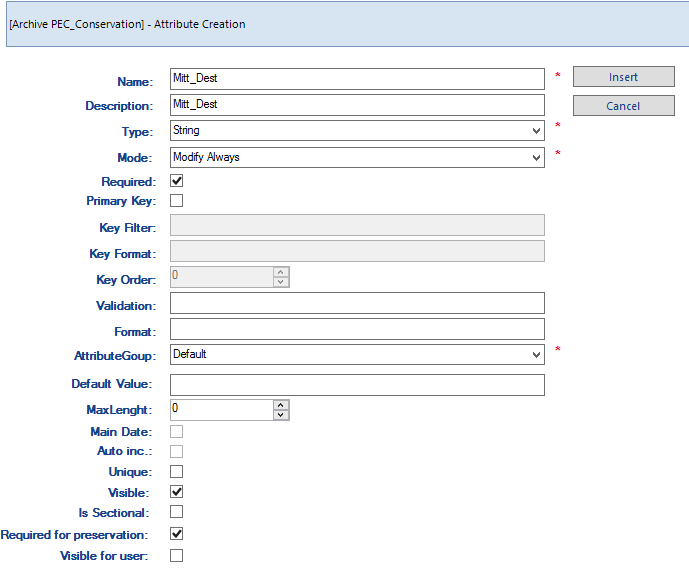 [Archive PEC_Conservation] - Attribute Creation
Name: Mitt_Dest * Insert
Description: Mitt_Dest Cancel
Type: String *
Mode: Modify Always *
Required:
Primary Key:
Key Filter:
Key Format:
Key Order: 0
Validation:
Format:
AttributeGoup: Default *
Default Value:
MaxLenght: 0
Main Date:
Auto inc.:
Unique:
Visible:
Is Sectional:
Required for preservation:
Visible for user: